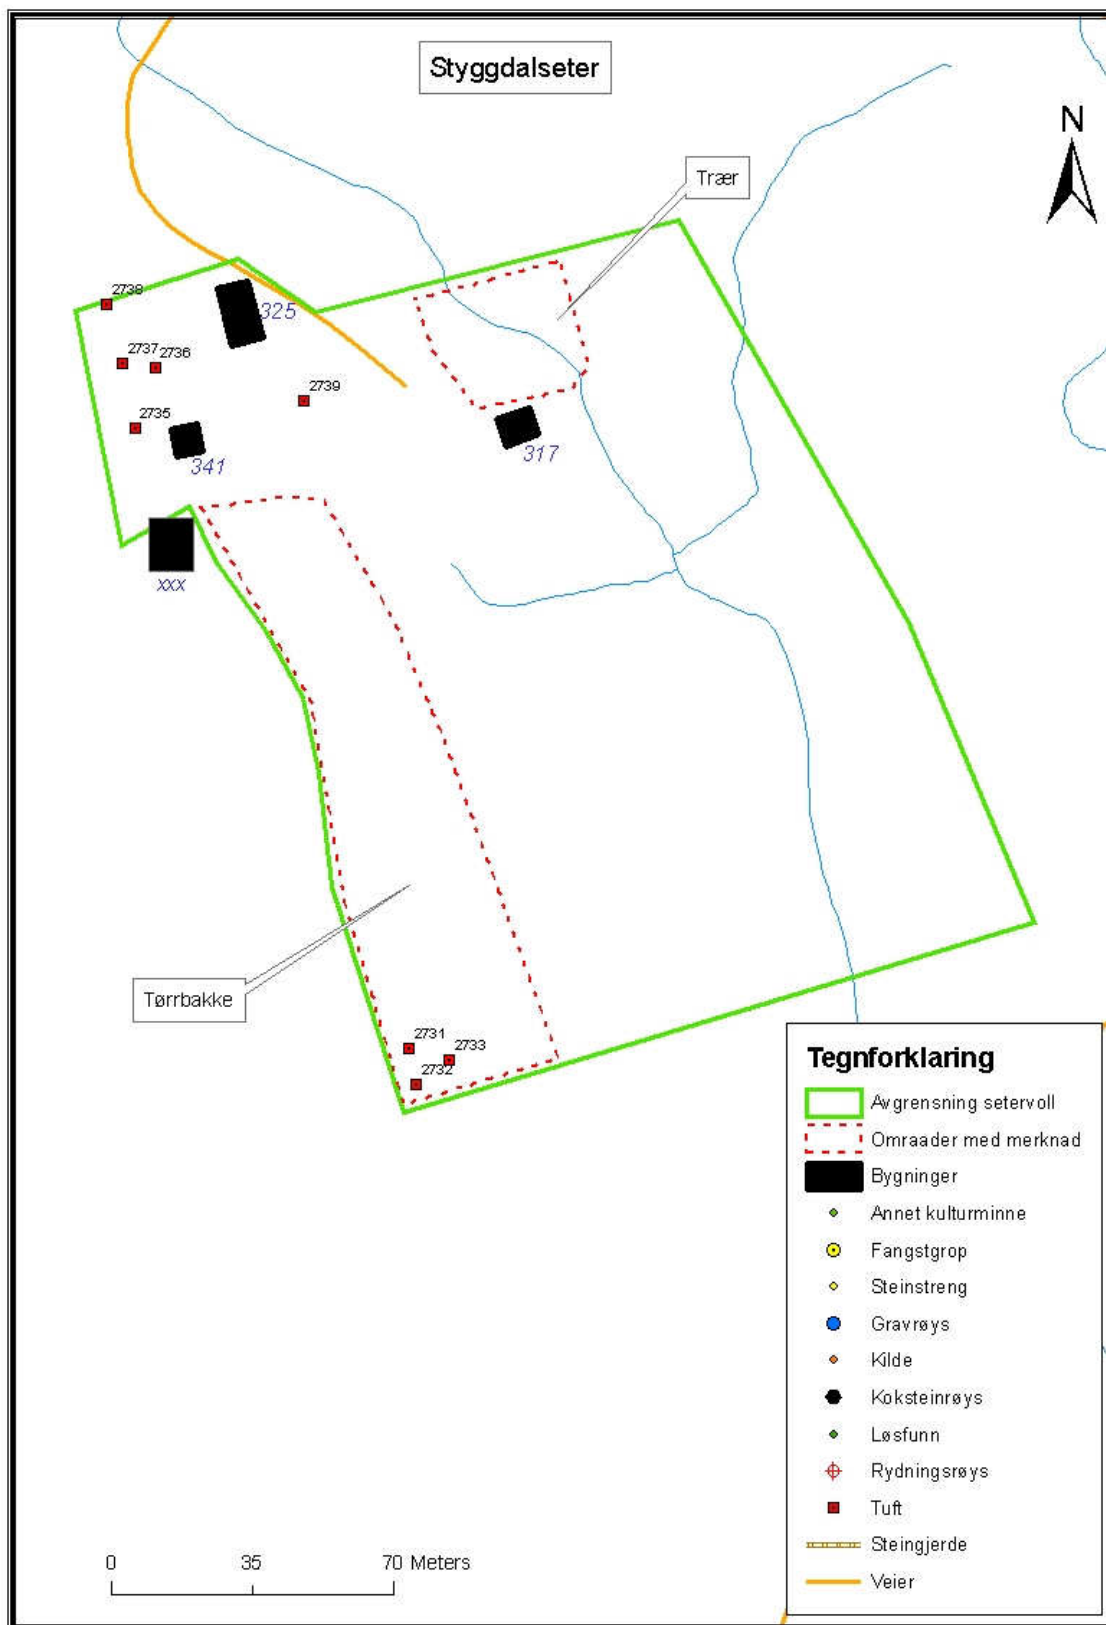 Styggdalseter
N
Trær
2738
325
2737
2736
2739
2735
341
317
xxx
Tørrbakke
2731
2733
2732
Tegnforklaring
Avgrensning setervoll
Omraader med merknad
Bygninger
Annet kulturminne
Fangstgrop
Steinstreng
Gravrøys
Kilde
Koksteinrøys
Løsfunn
Rydningsrøys
Tuft
Steingjerde
Veier
0 35 70 Meters